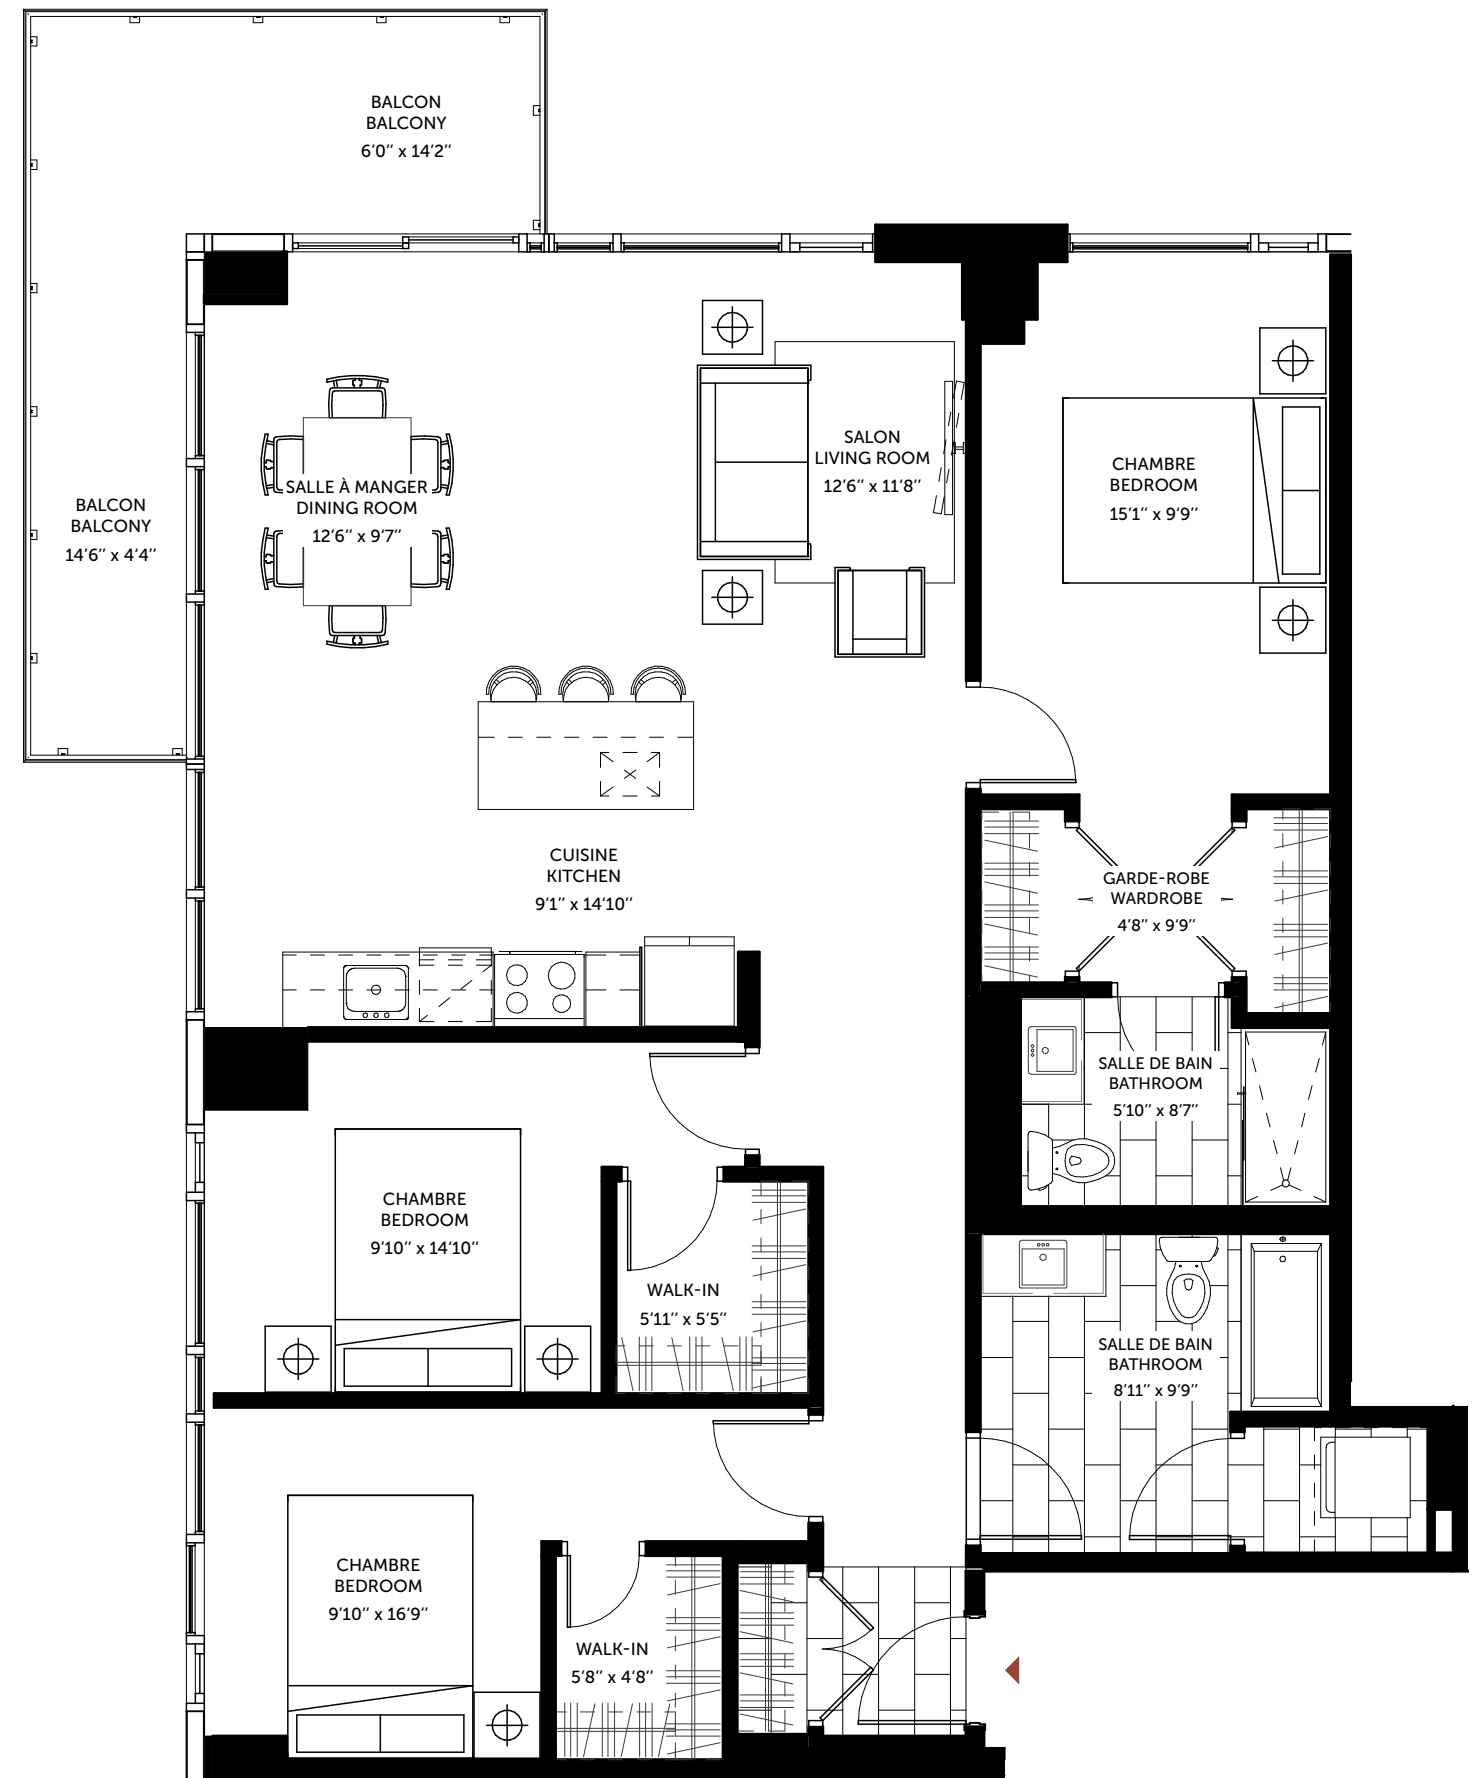 BALCON
BALCONY
6'0'' x 14'2''
SALON
LIVING ROOM
12'6'' x 11'8''
CHAMBRE
BEDROOM
15'1'' x 9'9''
SALLE À MANGER
DINING ROOM
12'6'' x 9'7''
BALCON
BALCONY
14'6'' x 4'4''
CUISINE
KITCHEN
9'1'' x 14'10''
GARDE-ROBE
WARDROBE
4'8'' x 9'9''
SALLE DE BAIN
BATHROOM
5'10'' x 8'7''
CHAMBRE
BEDROOM
9'10'' x 14'10''
WALK-IN
5'11'' x 5'5''
SALLE DE BAIN
BATHROOM
8'11'' x 9'9''
CHAMBRE
BEDROOM
9'10'' x 16'9''
WALK-IN
5'8'' x 4'8''